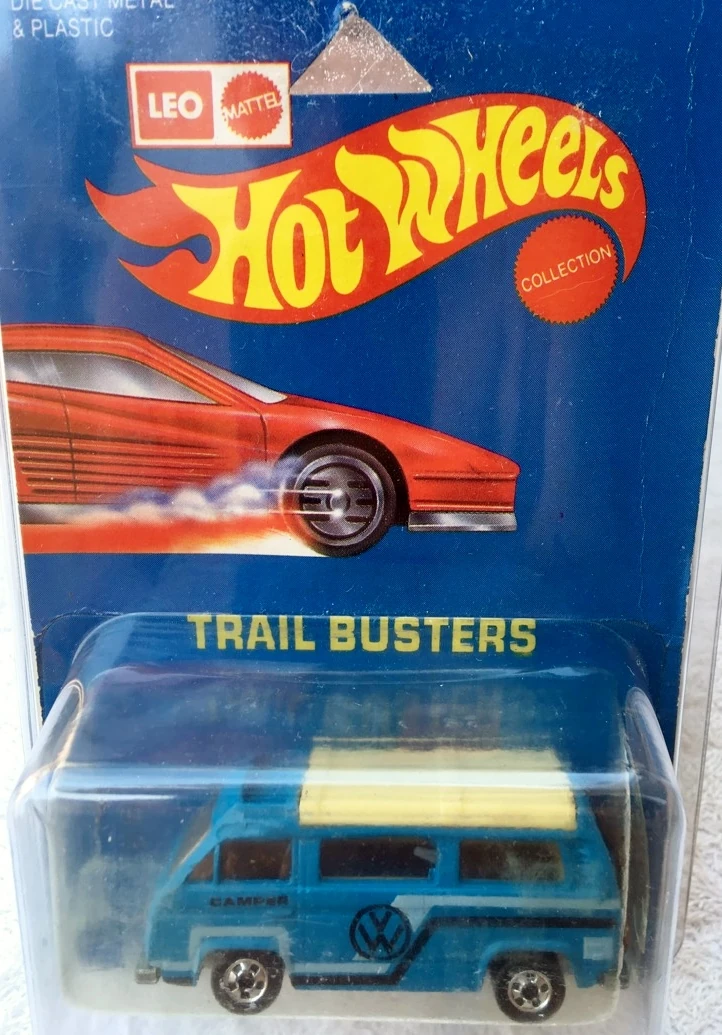 DIE CAST METAL
& PLASTIC
LEO MATTEL
HOT WHEELS
COLLECTION
TRAIL BUSTERS
CAMPER
VW